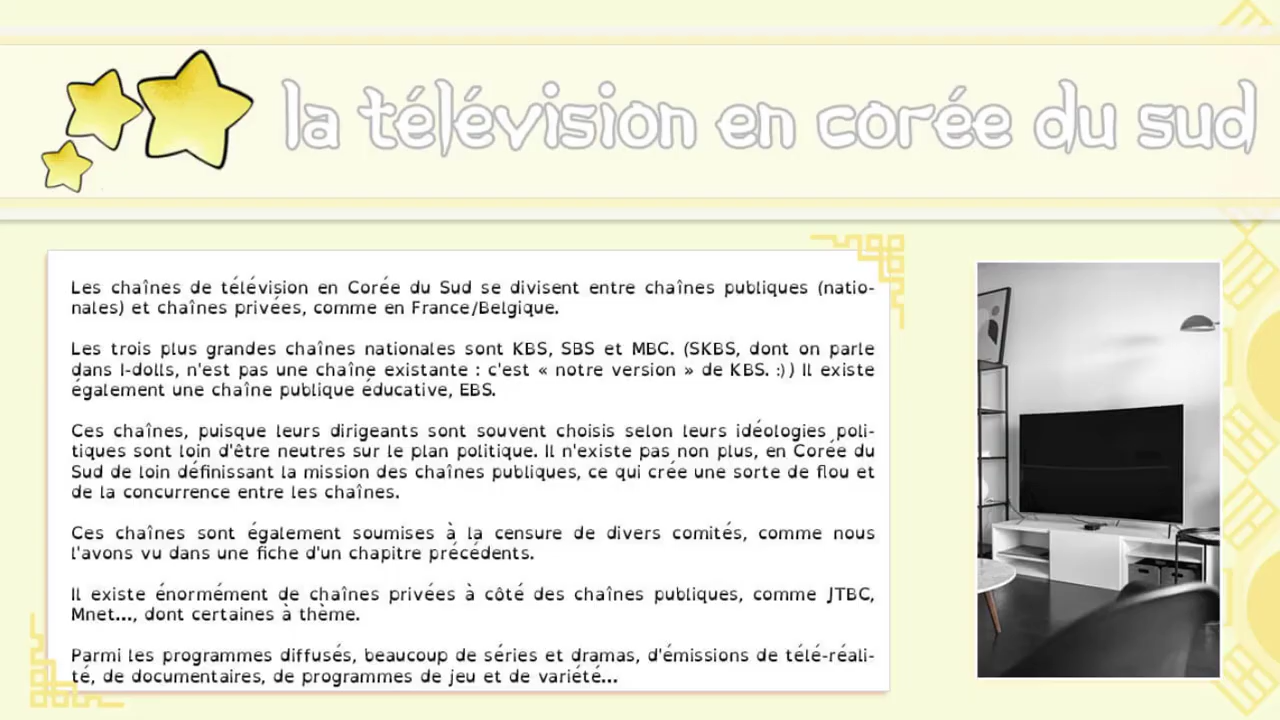 la télévision en corée du sud
Les chaînes de télévision en Corée du Sud se divisent entre chaînes publiques (natio-
nales) et chaînes privées, comme en France/Belgique.
Les trois plus grandes chaînes nationales sont KBS, SBS et MBC. (SKBS, dont on parle
dans I-dolls, n'est pas une chaîne existante : c'est « notre version » de KBS. :) ) Il existe
également une chaîne publique éducative, EBS.
Ces chaînes, puisque leurs dirigeants sont souvent choisis selon leurs idéologies poli-
tiques sont loin d'être neutres sur le plan politique. Il n'existe pas non plus, en Corée du
Sud de loin définissant la mission des chaînes publiques, ce qui crée une sorte de flou et
de la concurrence entre les chaînes.
Ces chaînes sont également soumises à la censure de divers comités, comme nous
l'avons vu dans une fiche d'un chapitre précédents.
Il existe énormément de chaînes privées à côté des chaînes publiques, comme JTBC,
Mnet..., dont certaines à thème.
Parmi les programmes diffusés, beaucoup de séries et dramas, d'émissions de télé-réali-
té, de documentaires, de programmes de jeu et de variété...